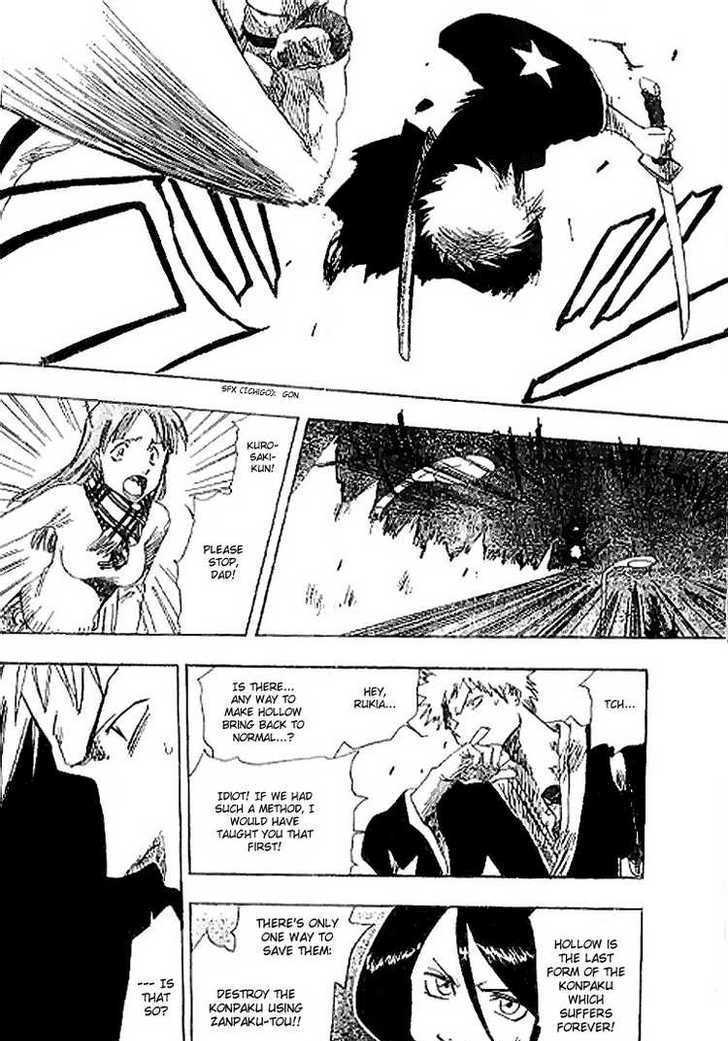 SFX (ICHIGO): GON
KURO-
SAKI-
KUN!
PLEASE
STOP,
DAD!
TCH...
HEY,
RUKIA...
IS THERE...
ANY WAY TO
MAKE HOLLOW
BRING BACK TO
NORMAL...?
IDIOT! IF WE HAD
SUCH A METHOD, I
WOULD HAVE
TAUGHT YOU THAT
FIRST!
HOLLOW IS
THE LAST
FORM OF THE
KONPAKU
WHICH
SUFFERS
FOREVER!
THERE'S ONLY
ONE WAY TO
SAVE THEM:
DESTROY THE
KONPAKU USING
ZANPAKU-TOU!!
--- IS
THAT
SO?